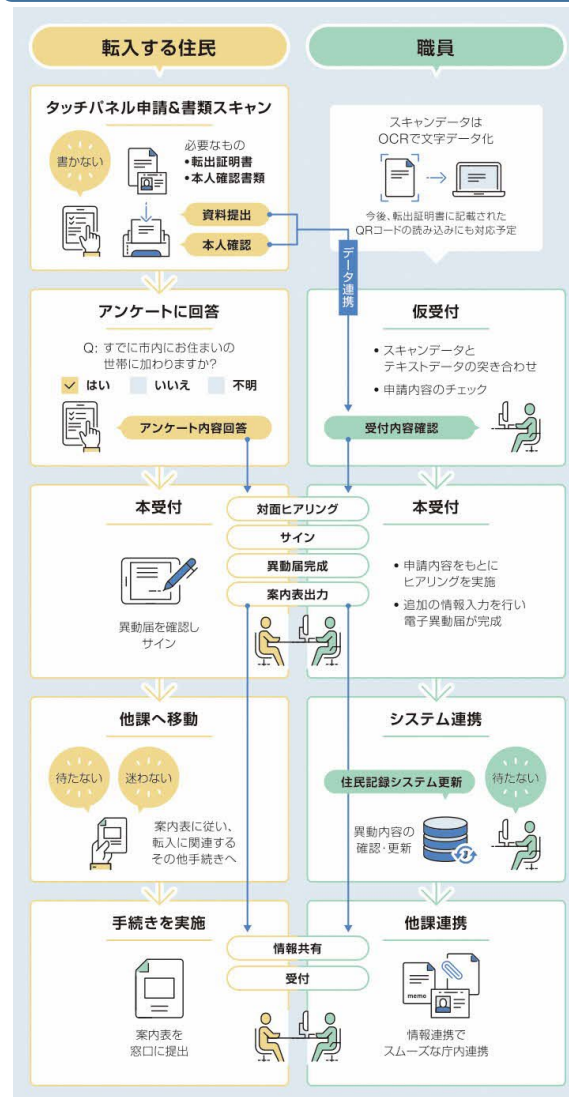 転入する住民
職員
タッチパネル申請&書類スキャン
書かない
必要なもの
•転出証明書
•本人確認書類
資料提出
本人確認
スキャンデータは
OCRで文字データ化
今後、転出証明書に記載された
QRコードの読み込みにも対応予定
データ連携
アンケートに回答
Q: すでに市内にお住まいの
世帯に加わりますか?
はい いいえ 不明
アンケート内容回答
仮受付
• スキャンデータと
テキストデータの突き合わせ
• 申請内容のチェック
受付内容確認
本受付
異動届を確認し
サイン
対面ヒアリング
サイン
異動届完成
案内表出力
本受付
• 申請内容をもとに
ヒアリングを実施
• 追加の情報入力を行い
電子異動届が完成
他課へ移動
待たない
迷わない
案内表に従い、
転入に関連する
その他手続きへ
システム連携
住民記録システム更新
待たない
異動内容の
確認・更新
手続きを実施
案内表を
窓口に提出
情報共有
受付
他課連携
memo
情報連携で
スムーズな庁内連携